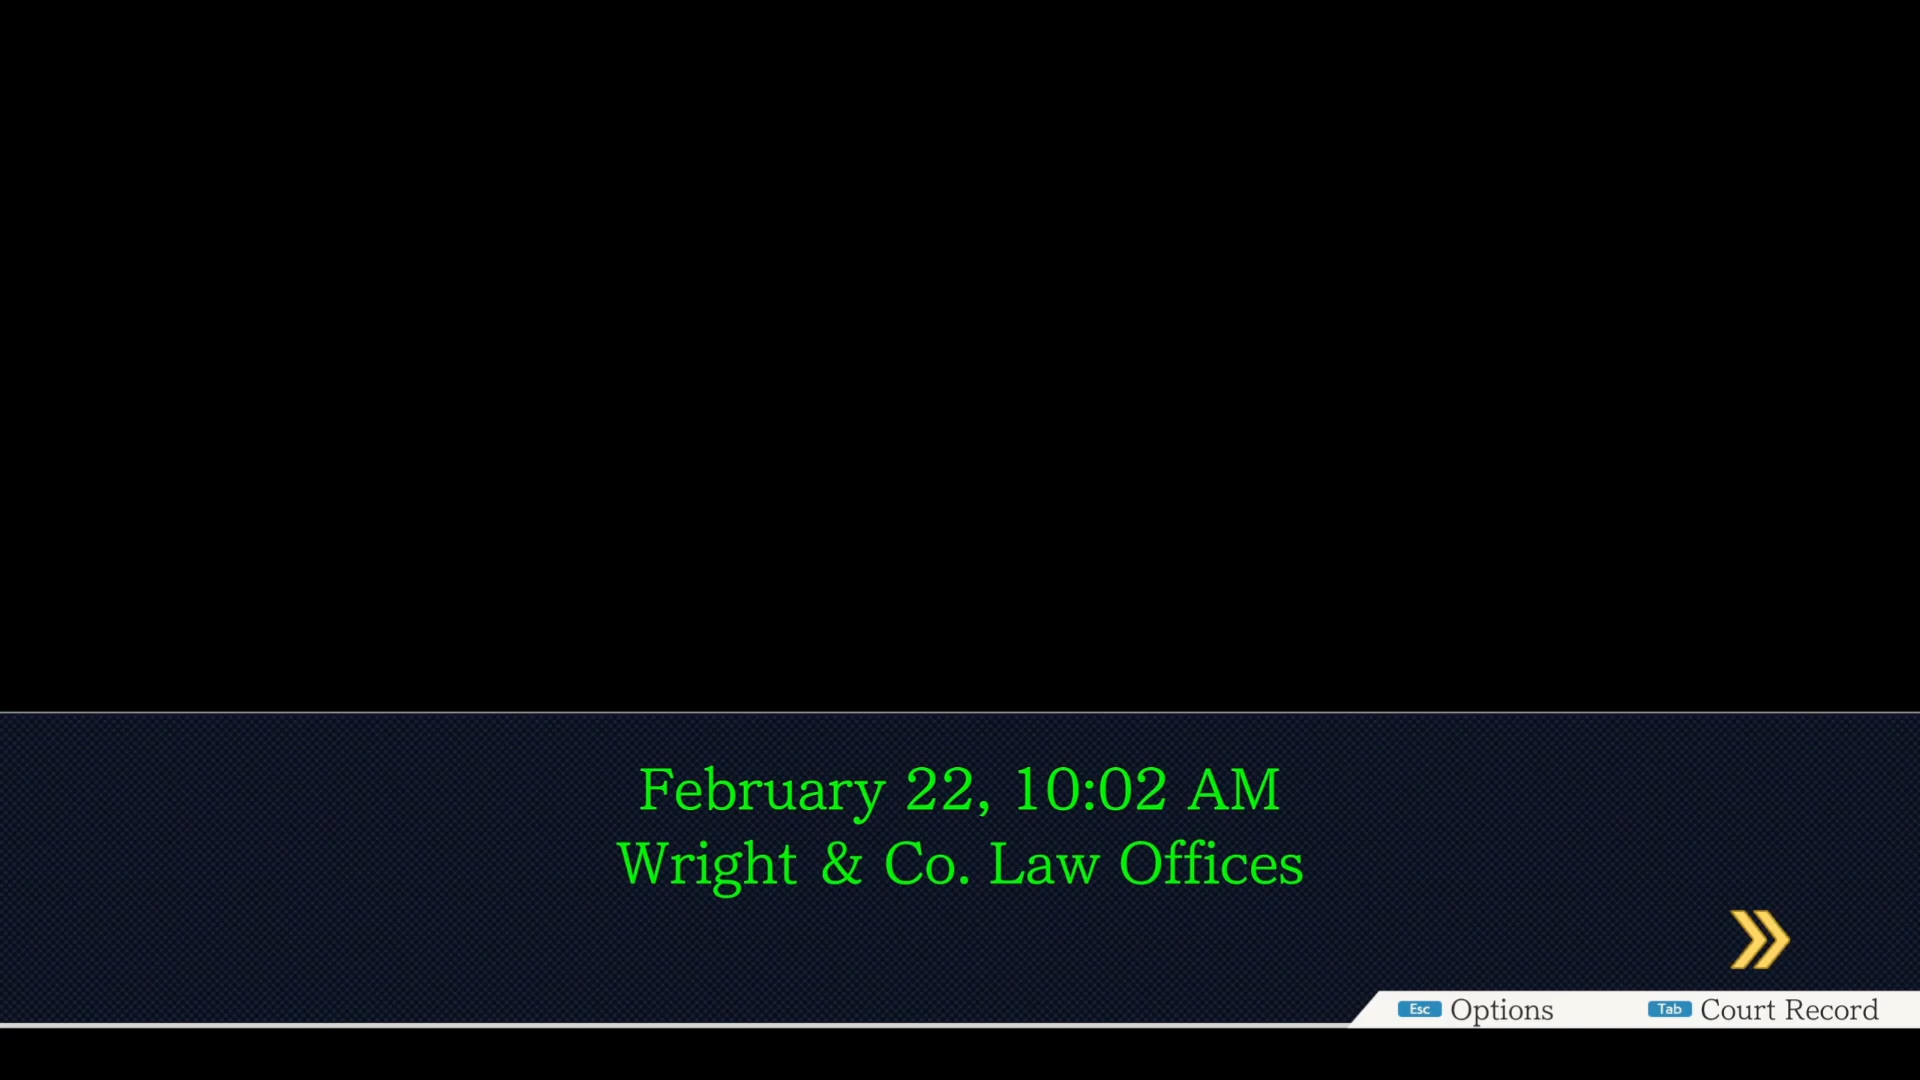 February 22, 10:02 AM
Wright & Co. Law Offices
Esc Options Tab Court Record